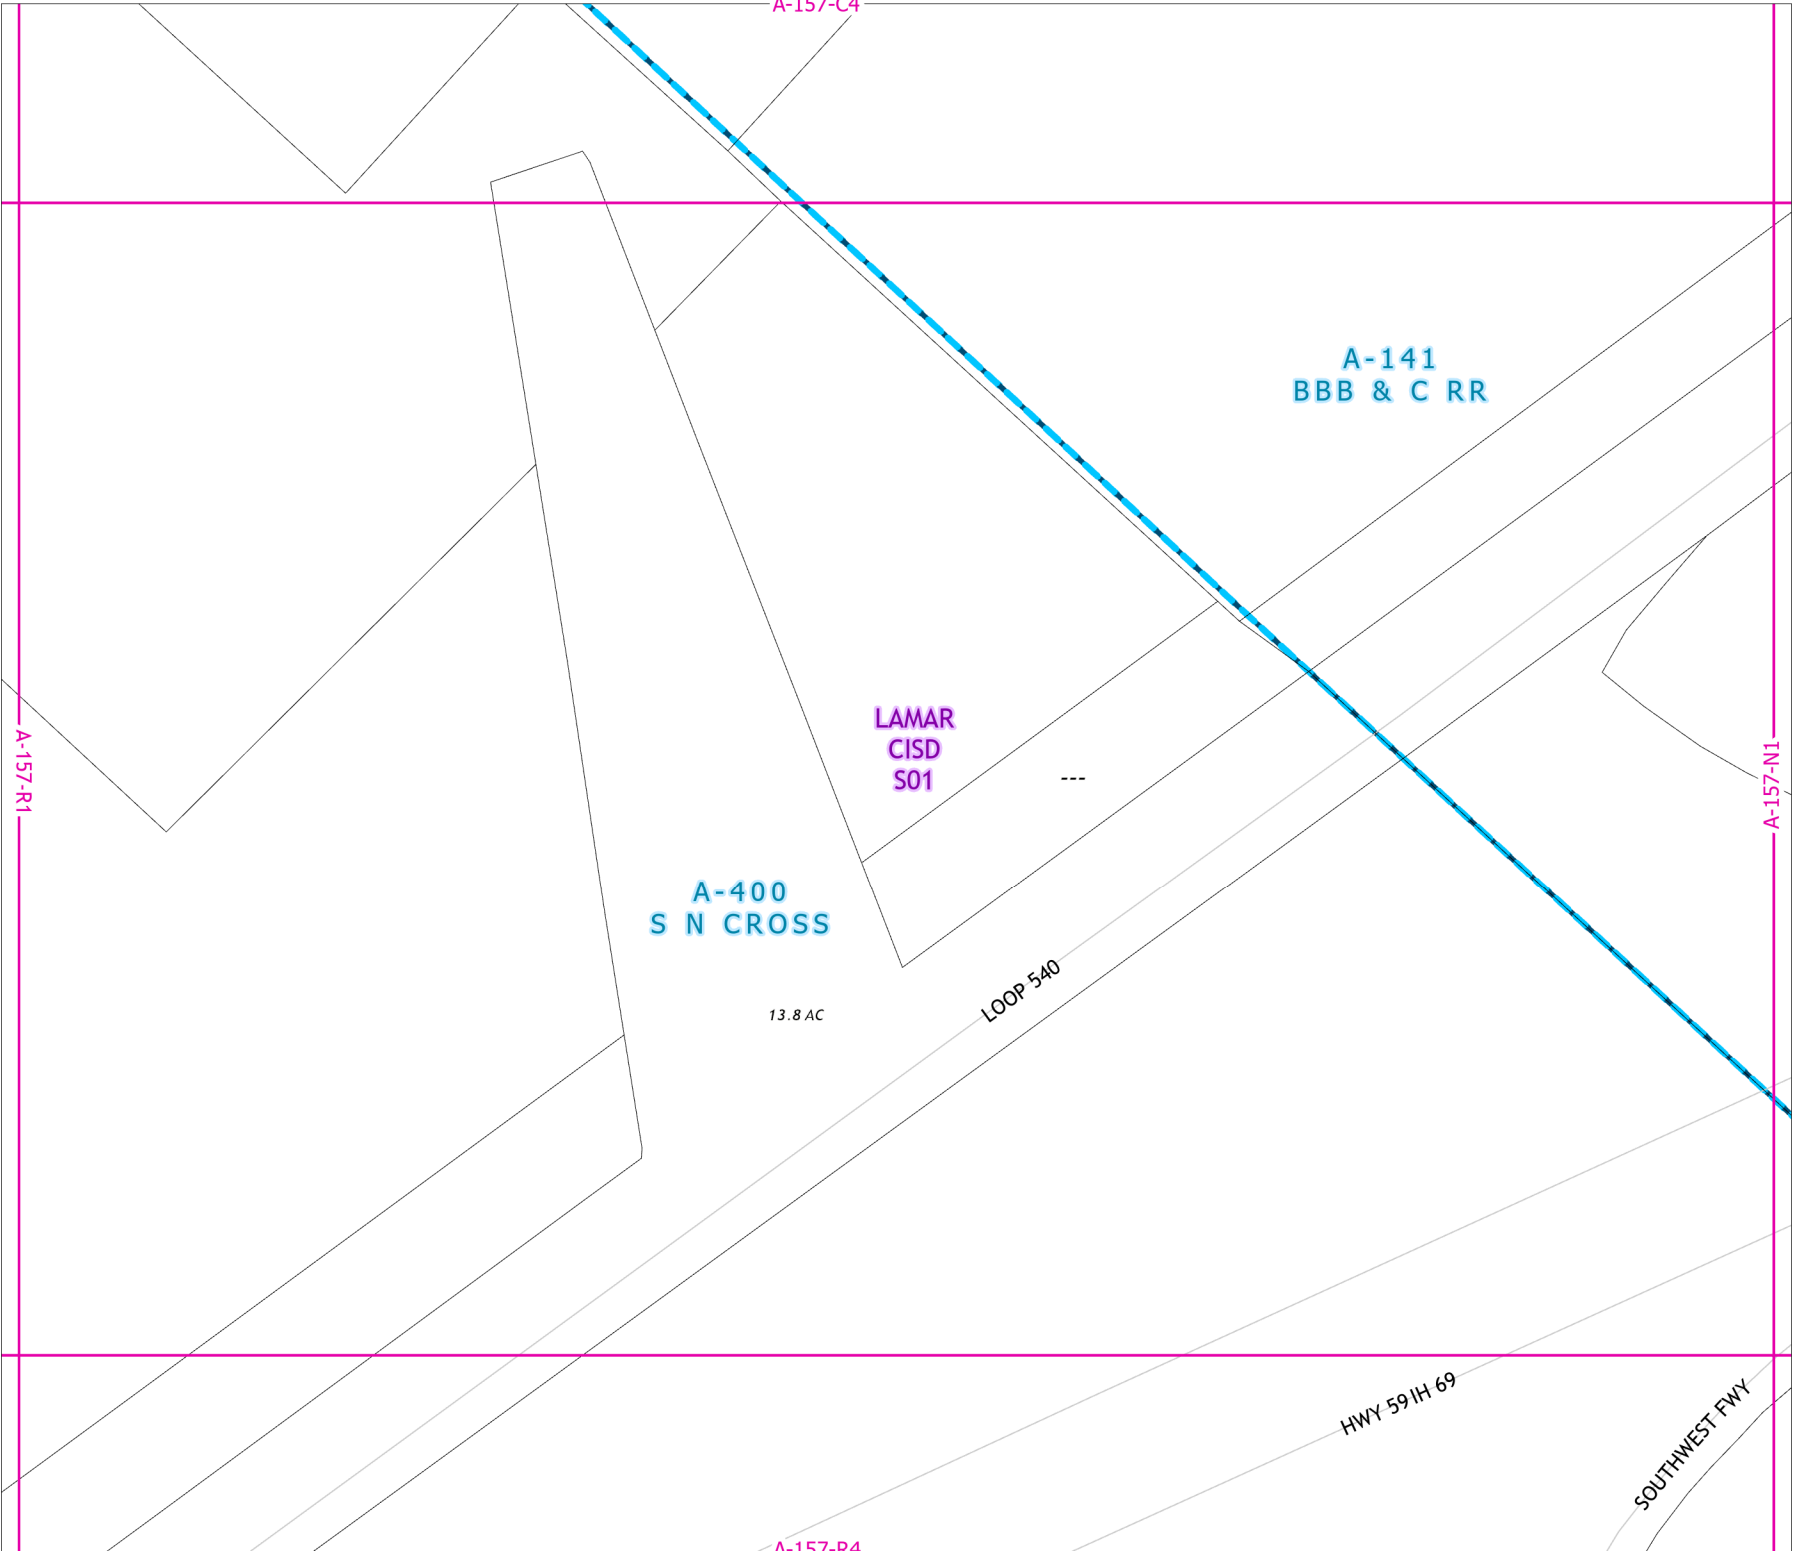 A-157-C4
A-141
BBB & C RR
LAMAR
CISD
S01
---
A-157-R1
A-157-N1
A-400
S N CROSS
13.8 AC
LOOP 540
HWY 59 IH 69
SOUTHWEST FWY
A-157-R4